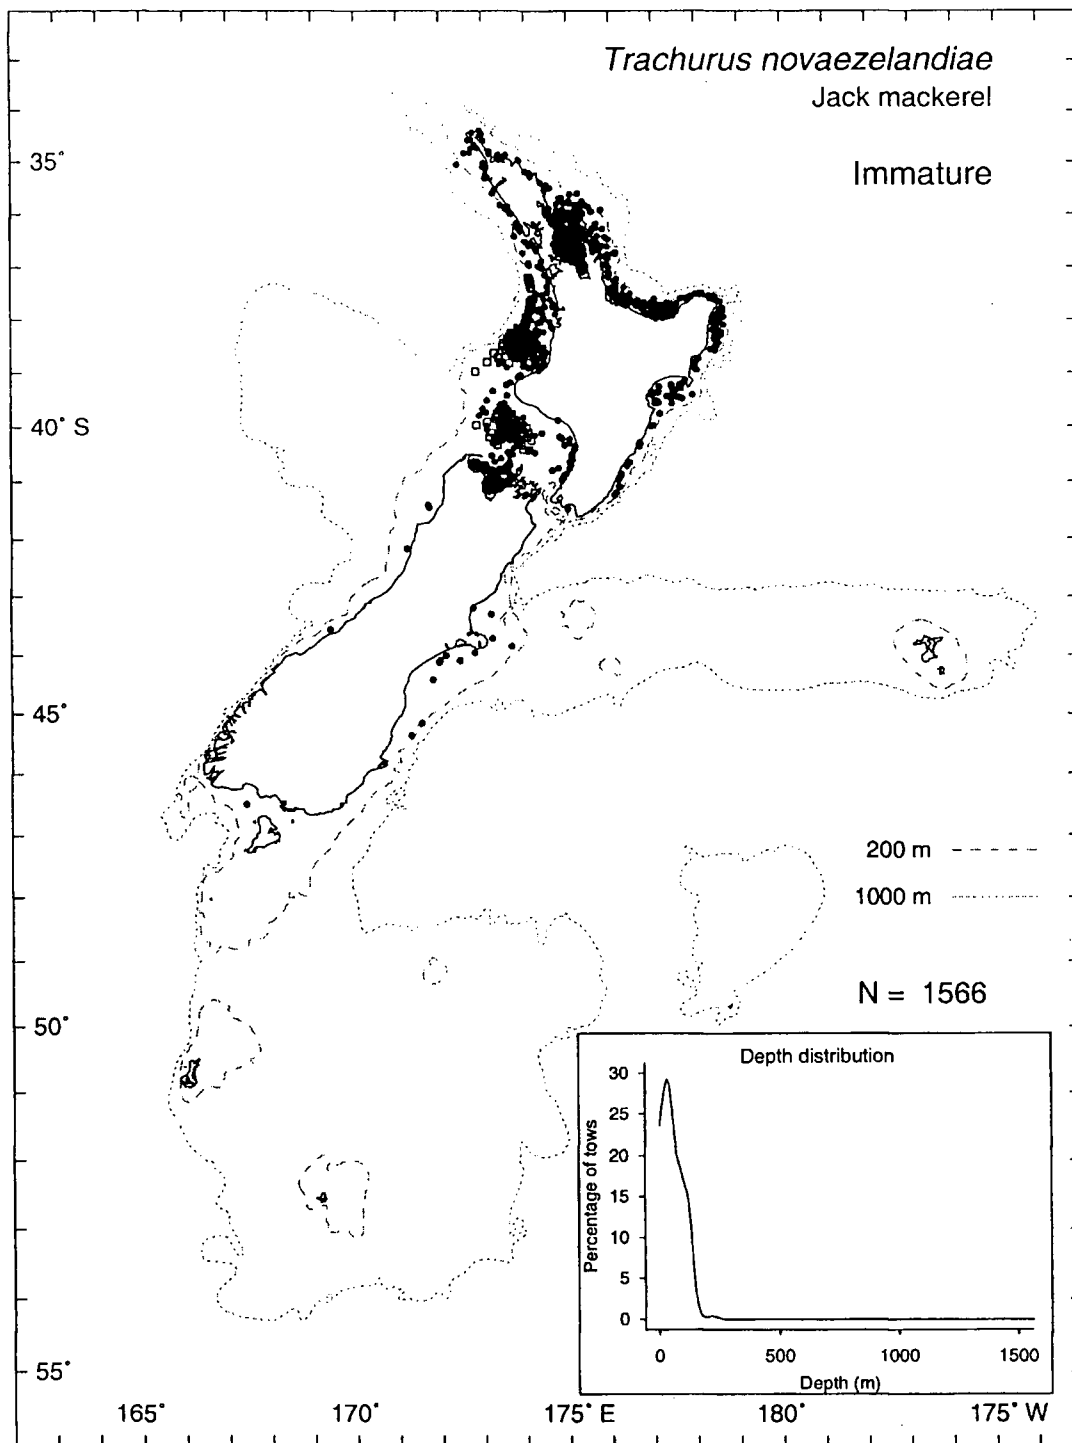 Trachurus novaezelandiae
Jack mackerel
Immature
35°
40° S
45°
200 m
1000 m
50°
N = 1566
Depth distribution
30
25
20
15
10
5
0
Percentage of tows
0 500 1000 1500
Depth (m)
55°
165° 170° 175° E 180° 175° W